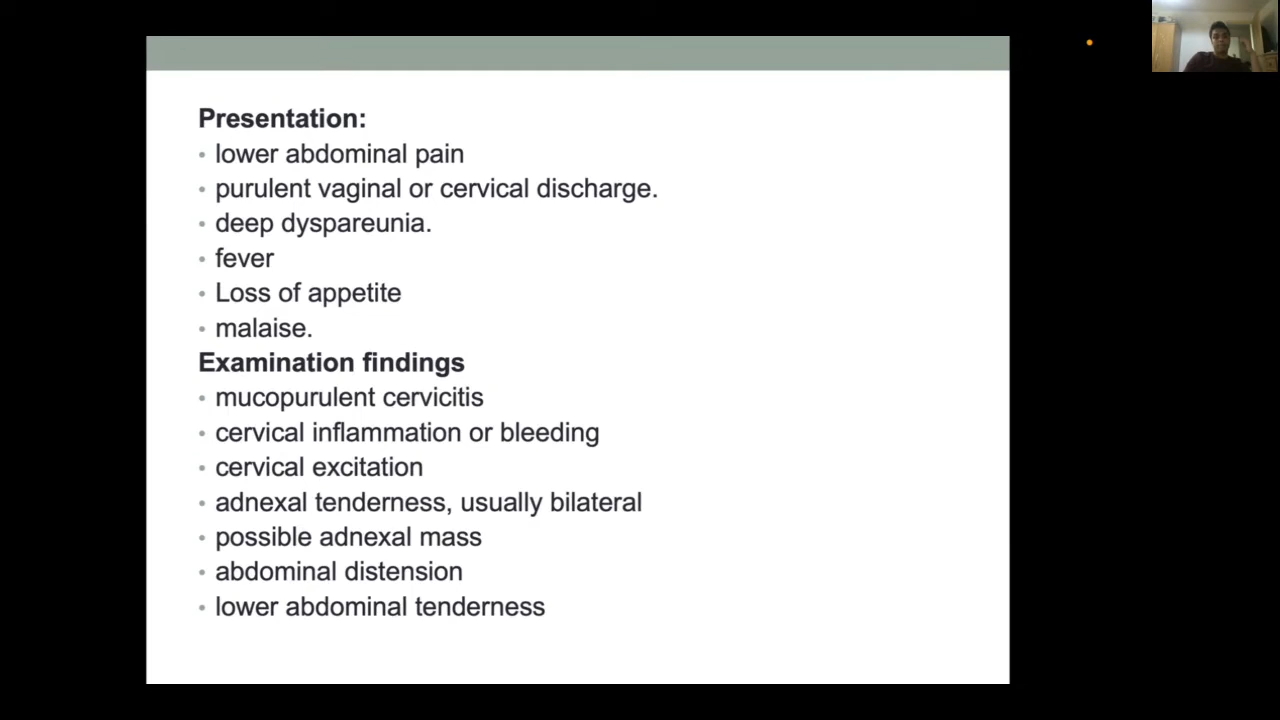 Presentation:
• lower abdominal pain
• purulent vaginal or cervical discharge.
• deep dyspareunia.
• fever
• Loss of appetite
• malaise.
Examination findings
• mucopurulent cervicitis
• cervical inflammation or bleeding
• cervical excitation
• adnexal tenderness, usually bilateral
• possible adnexal mass
• abdominal distension
• lower abdominal tenderness